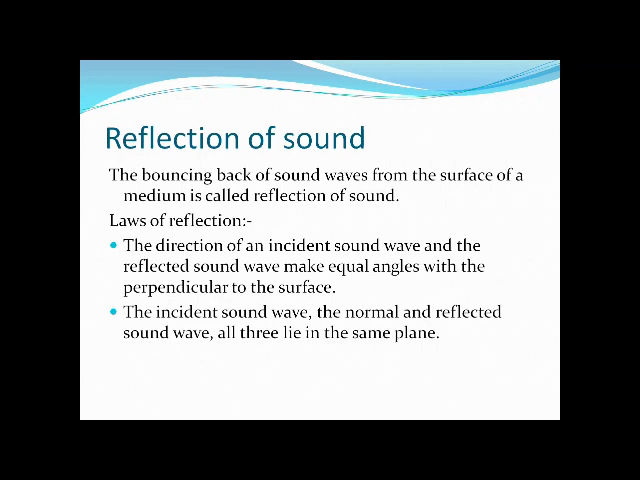 Reflection of sound
The bouncing back of sound waves from the surface of a
medium is called reflection of sound.
Laws of reflection:-
• The direction of an incident sound wave and the
reflected sound wave make equal angles with the
perpendicular to the surface.
• The incident sound wave, the normal and reflected
sound wave, all three lie in the same plane.